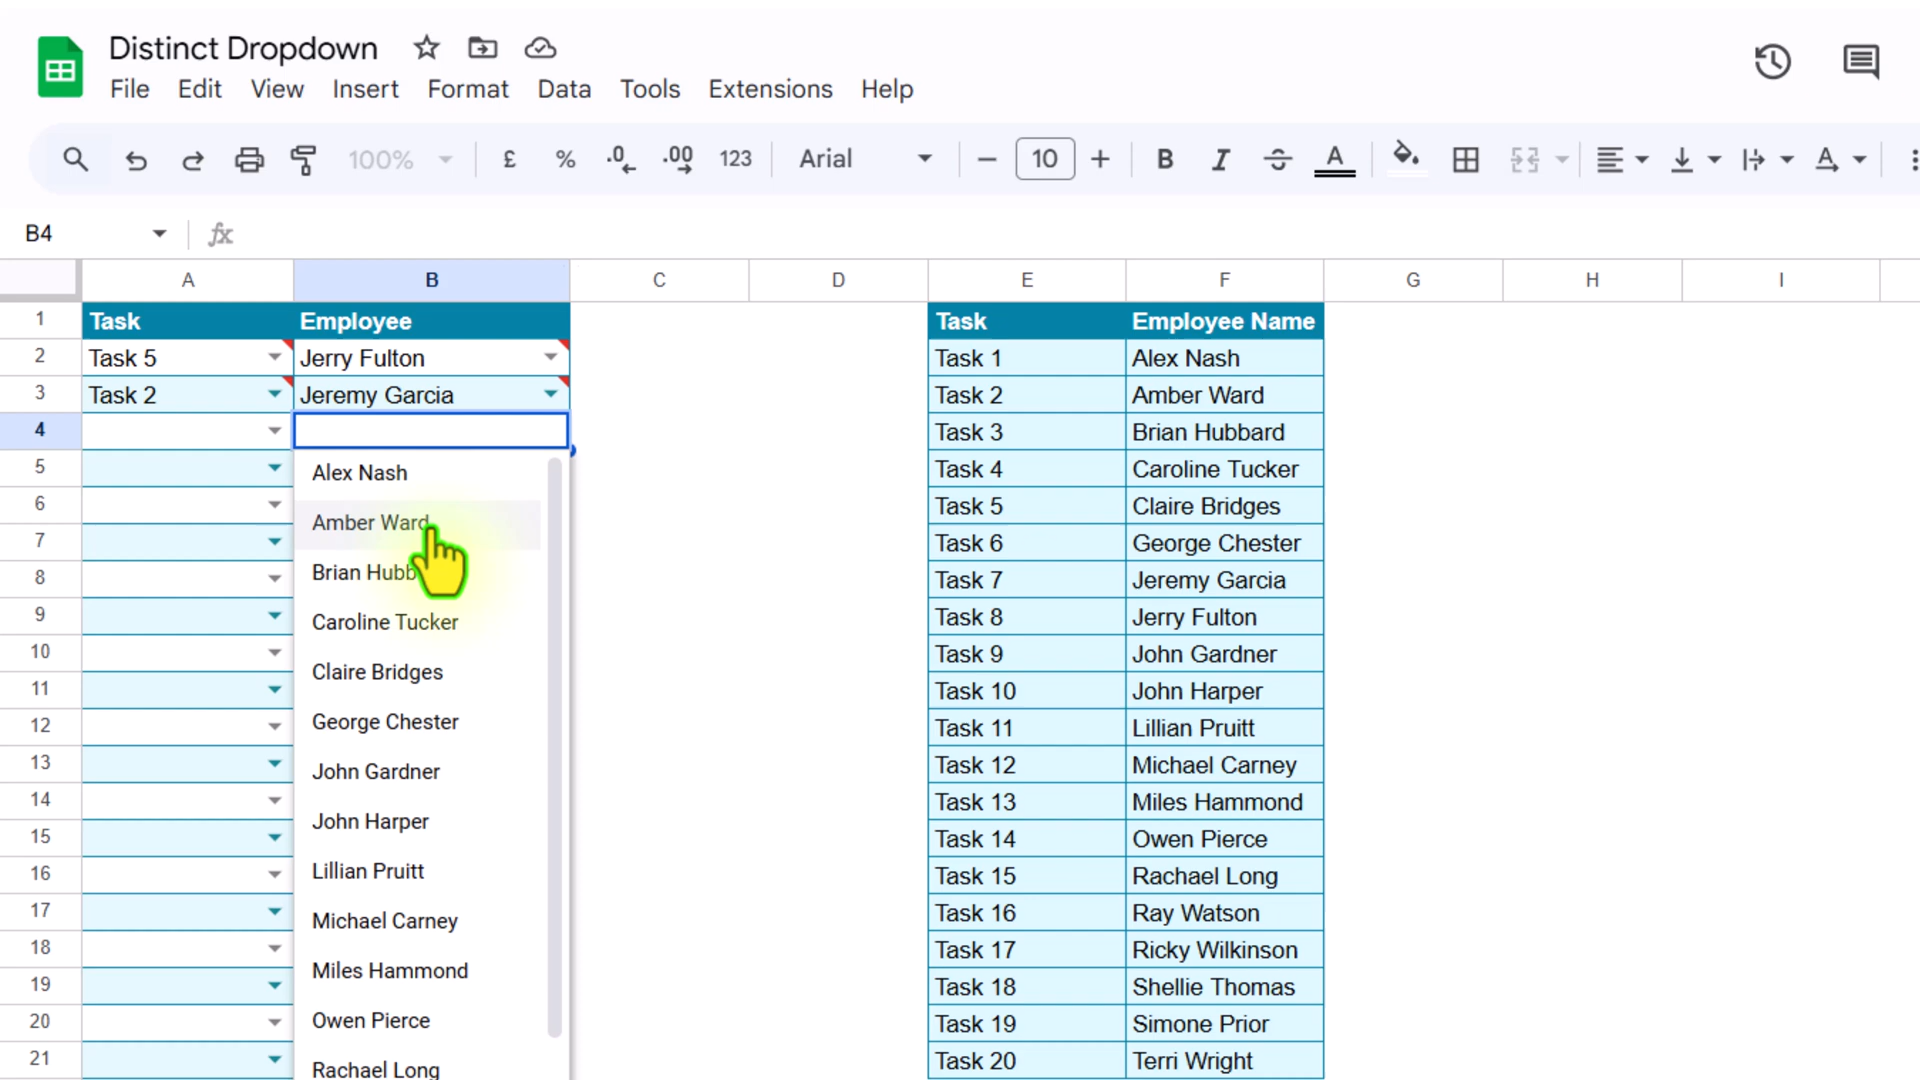 Distinct Dropdown
File Edit View Insert Format Data Tools Extensions Help
100% £ % .0 .00 123 Arial 10 B I A A
B4 fx
A B C D E F G H I
1 Task Employee Task Employee Name
2 Task 5 Jerry Fulton Task 1 Alex Nash
3 Task 2 Jeremy Garcia Task 2 Amber Ward
4 Task 3 Brian Hubbard
5 Alex Nash Task 4 Caroline Tucker
6 Amber Ward Task 5 Claire Bridges
7 Brian Hubb Task 6 George Chester
8 Task 7 Jeremy Garcia
9 Caroline Tucker Task 8 Jerry Fulton
10 Claire Bridges Task 9 John Gardner
11 Task 10 John Harper
12 George Chester Task 11 Lillian Pruitt
13 John Gardner Task 12 Michael Carney
14 John Harper Task 13 Miles Hammond
15 Task 14 Owen Pierce
16 Lillian Pruitt Task 15 Rachael Long
17 Michael Carney Task 16 Ray Watson
18 Task 17 Ricky Wilkinson
19 Miles Hammond Task 18 Shellie Thomas
20 Owen Pierce Task 19 Simone Prior
21 Rachael Long Task 20 Terri Wright